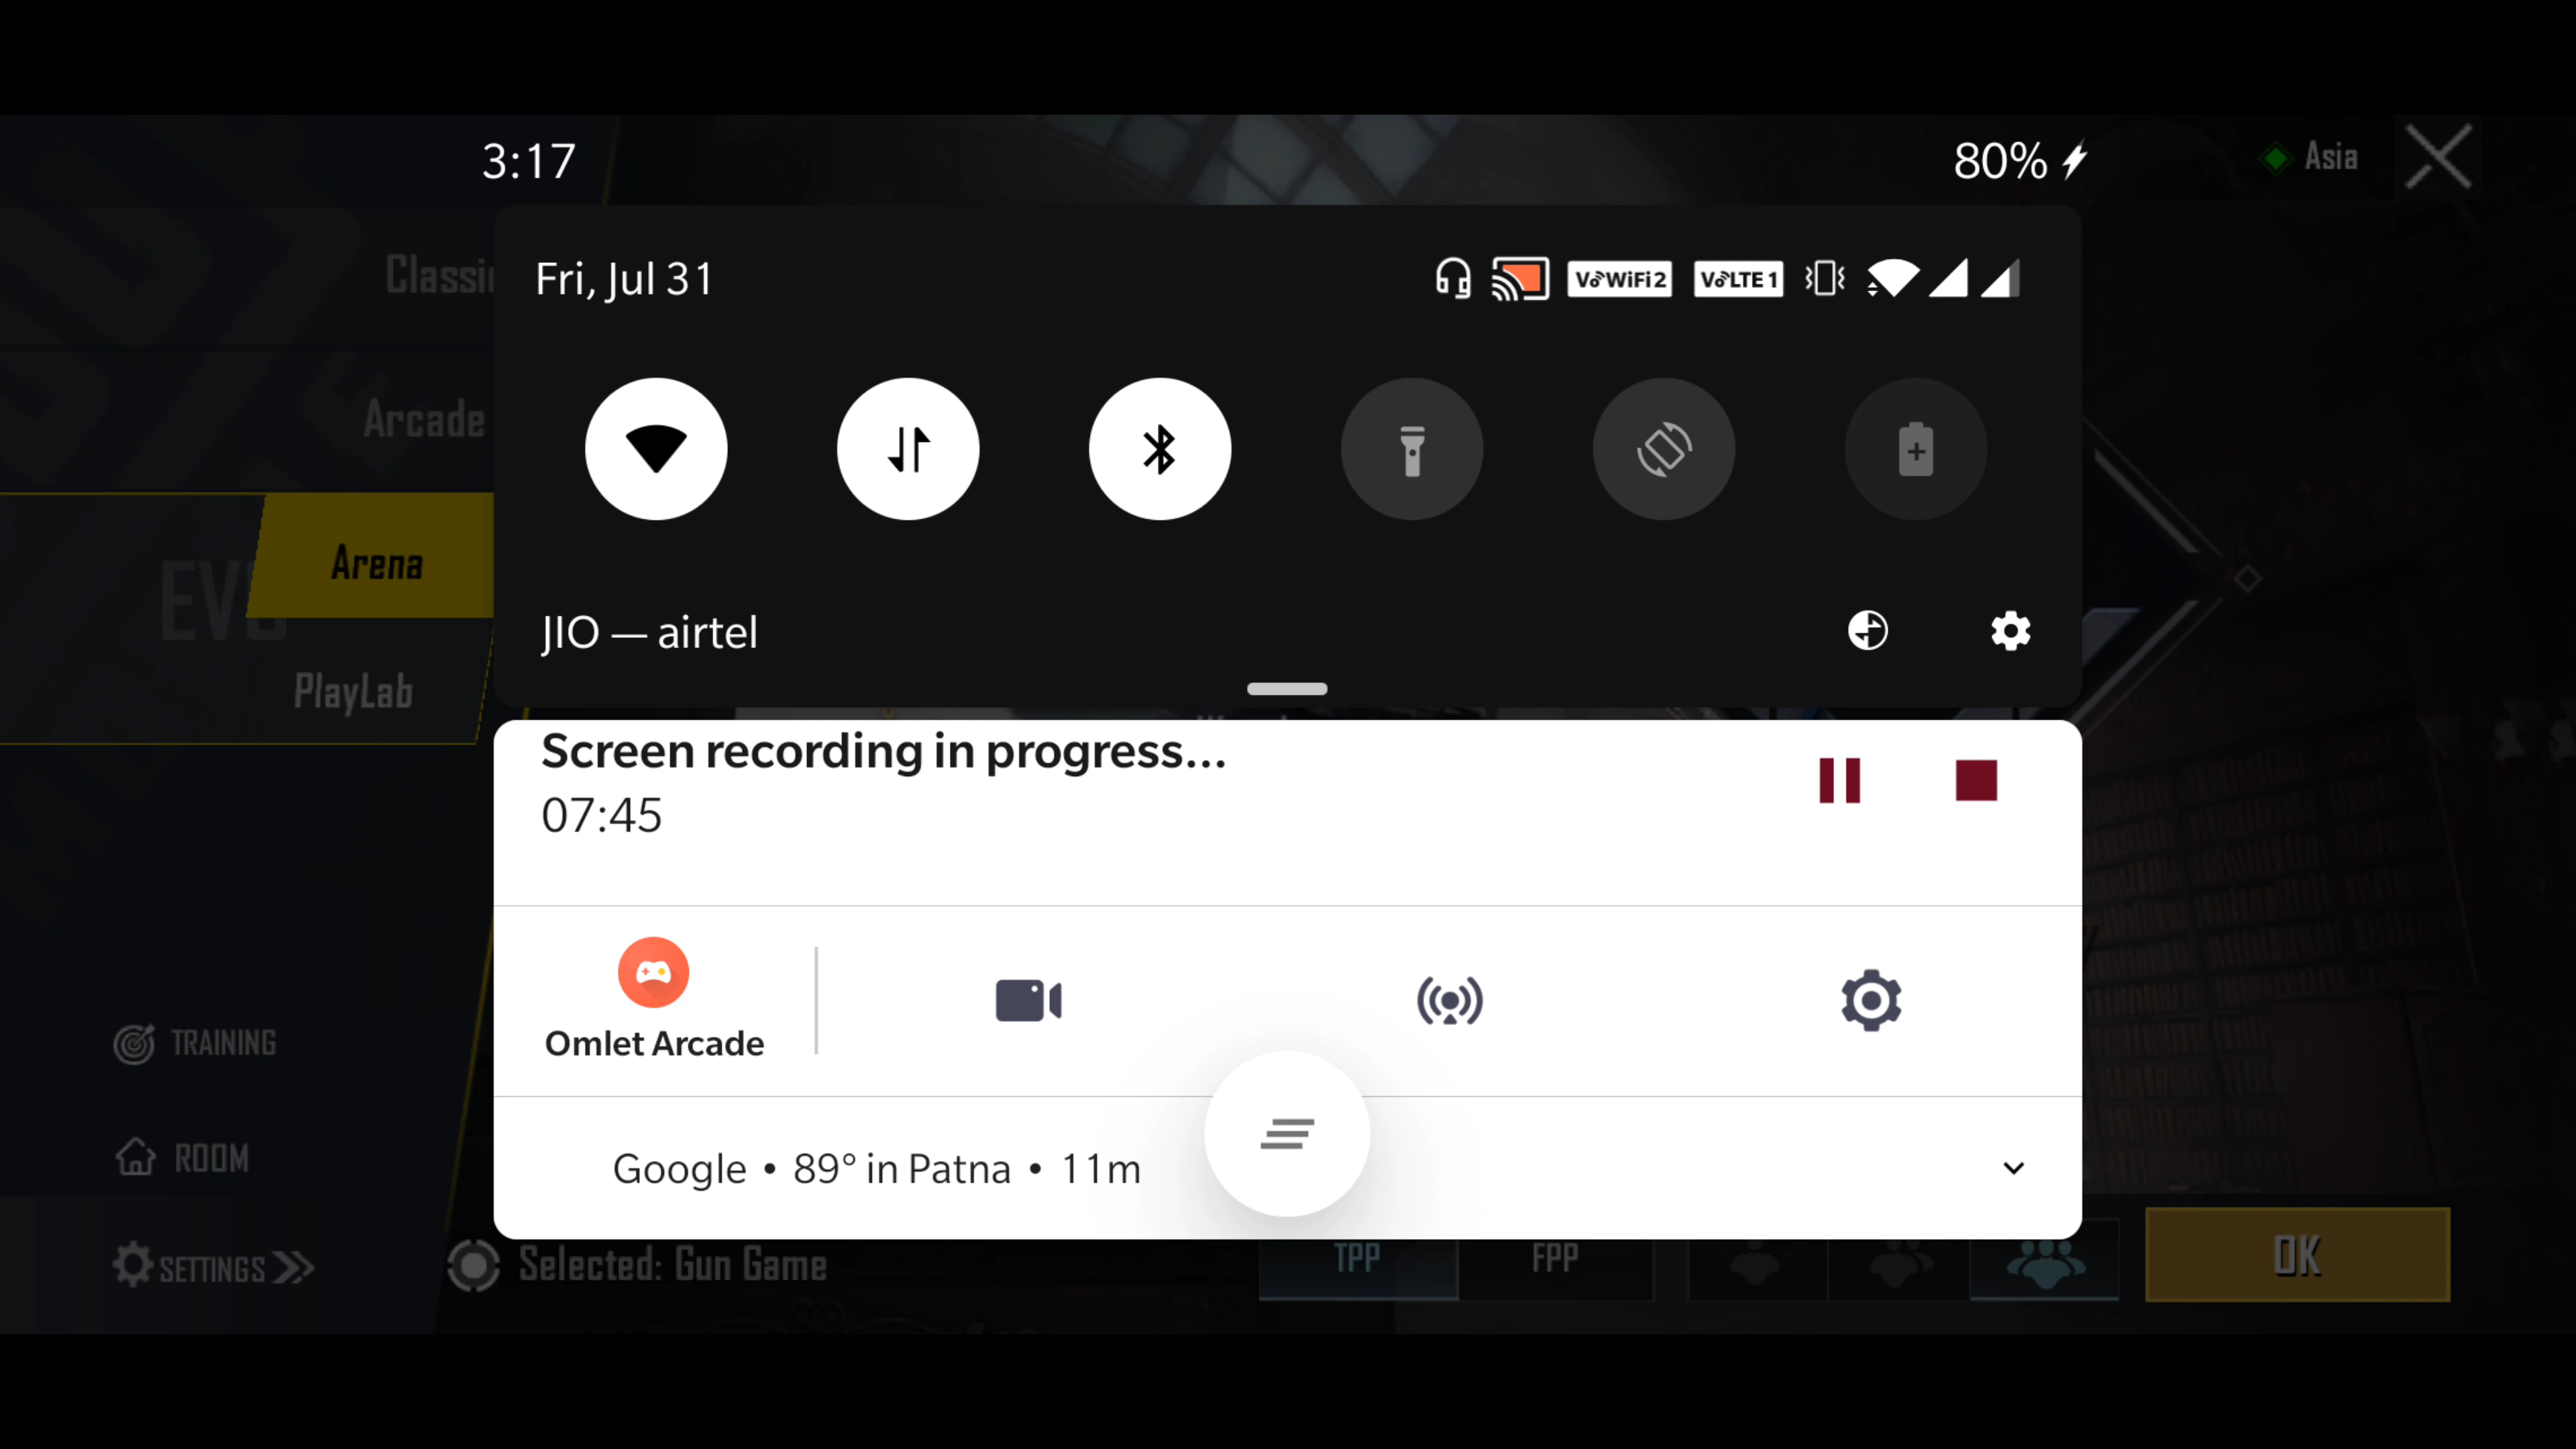 3:17
80%
Asia
Classic
Fri, Jul 31
VoWiFi 2
VoLTE 1
Arcade
Arena
EVO
JIO — airtel
PlayLab
Screen recording in progress...
07:45
Omlet Arcade
TRAINING
ROOM
Google • 89° in Patna • 11m
SETTINGS
Selected: Gun Game
TPP
FPP
OK